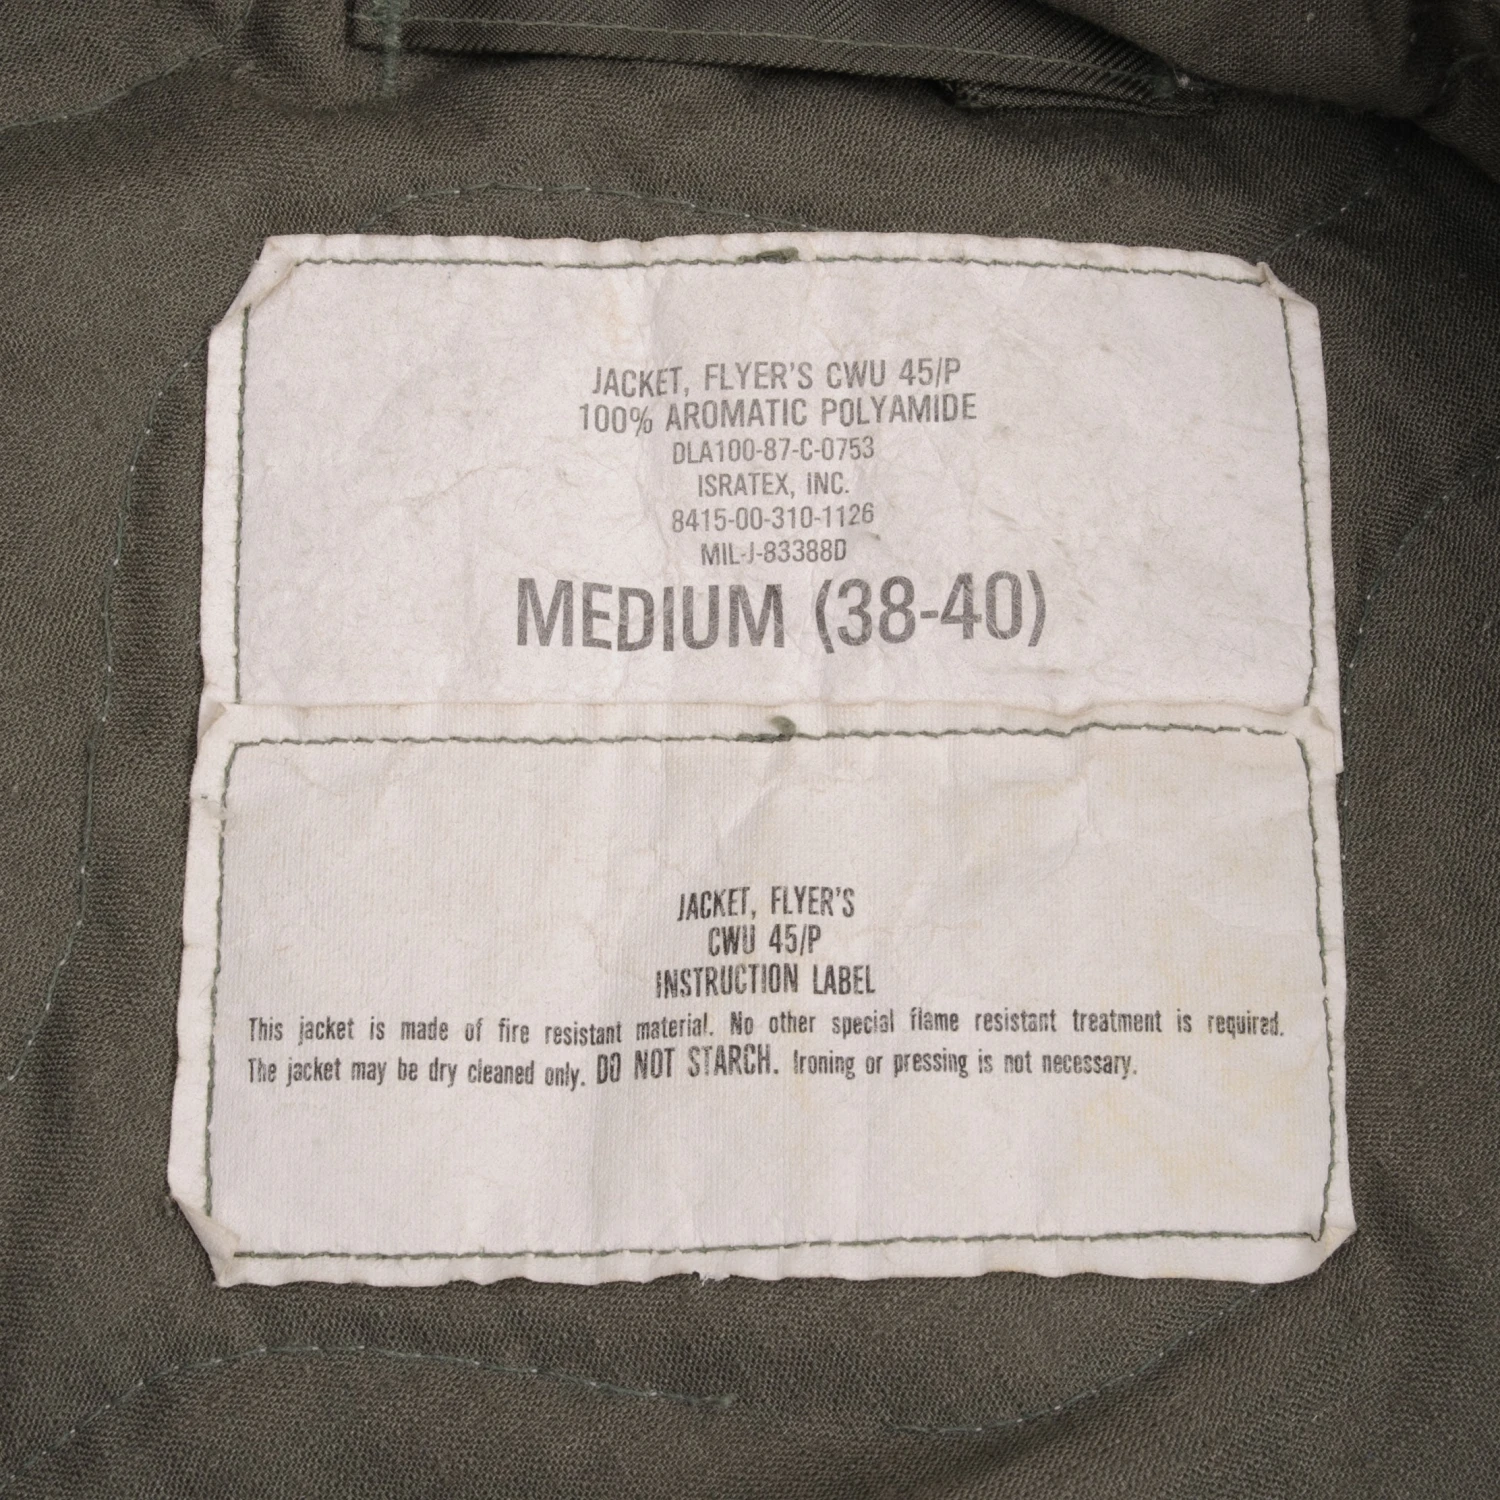 JACKET, FLYER'S CWU 45/P
100% AROMATIC POLYAMIDE
DLA100-87-C-0753
ISRATEX, INC.
8415-00-310-1126
MIL-J-83388D
MEDIUM (38-40)
JACKET, FLYER'S
CWU 45/P
INSTRUCTION LABEL
This jacket is made of fire resistant material. No other special flame resistant treatment is required.
The jacket may be dry cleaned only. DO NOT STARCH. Ironing or pressing is not necessary.